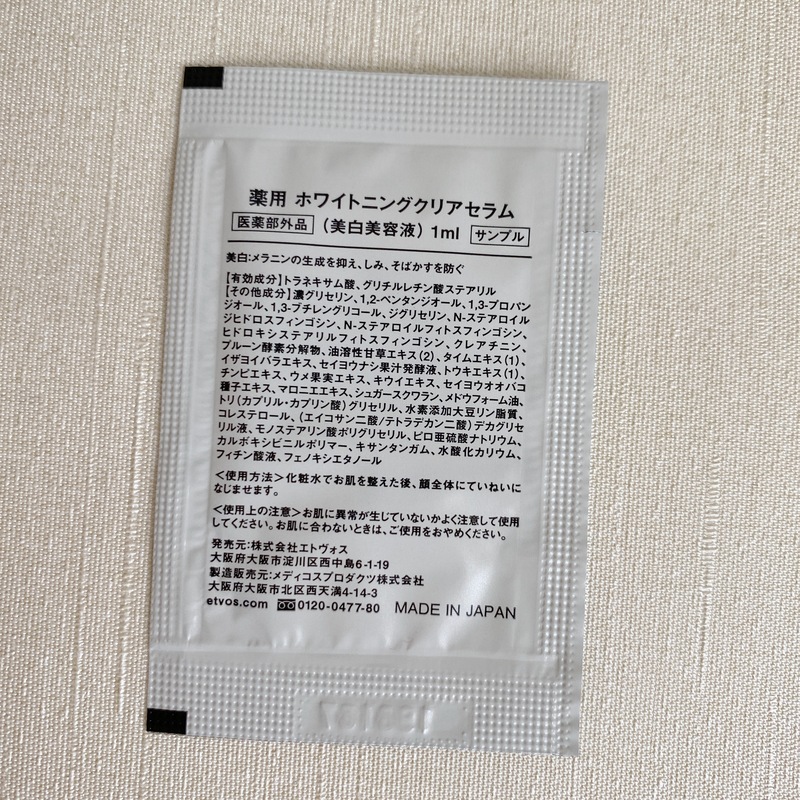 薬用 ホワイトニングクリアセラム
医薬部外品 (美白美容液) 1ml サンプル
美白:メラニンの生成を抑え、しみ、そばかすを防ぐ
【有効成分】トラネキサム酸、グリチルレチン酸ステアリル
【その他成分】濃グリセリン、1,2-ペンタンジオール、1,3-プロパン
ジオール、1,3-ブチレングリコール、ジグリセリン、N-ステアロイル
ジヒドロスフィンゴシン、N-ステアロイルフィトスフィンゴシン、
ヒドロキシステアリルフィトスフィンゴシン、クレアチニン、
プルーン酵素分解物、油溶性甘草エキス(2)、タイムエキス(1)、
イザヨイバラエキス、セイヨウナシ果汁発酵液、トウキエキス(1)、
チンピエキス、ウメ果実エキス、キウイエキス、セイヨウオオバコ
種子エキス、マロニエエキス、シュガースクワラン、メドウフォーム油、
トリ(カプリル・カプリン酸)グリセリル、水素添加大豆リン脂質、
コレステロール、(エイコサン二酸/テトラデカン二酸)デカグリセ
リル液、モノステアリン酸ポリグリセリル、ピロ亜硫酸ナトリウム、
カルボキシビニルポリマー、キサンタンガム、水酸化カリウム、
フィチン酸液、フェノキシエタノール
<使用方法>化粧水でお肌を整えた後、顔全体にていねいに
なじませます。
<使用上の注意>お肌に異常が生じていないかよく注意して使用
してください。お肌に合わないときは、ご使用をおやめください。
発売元:株式会社エトヴォス
大阪府大阪市淀川区西中島6-1-19
製造販売元:メディコスプロダクツ株式会社
大阪府大阪市北区西天満4-14-3
etvos.com 0120-0477-80 MADE IN JAPAN